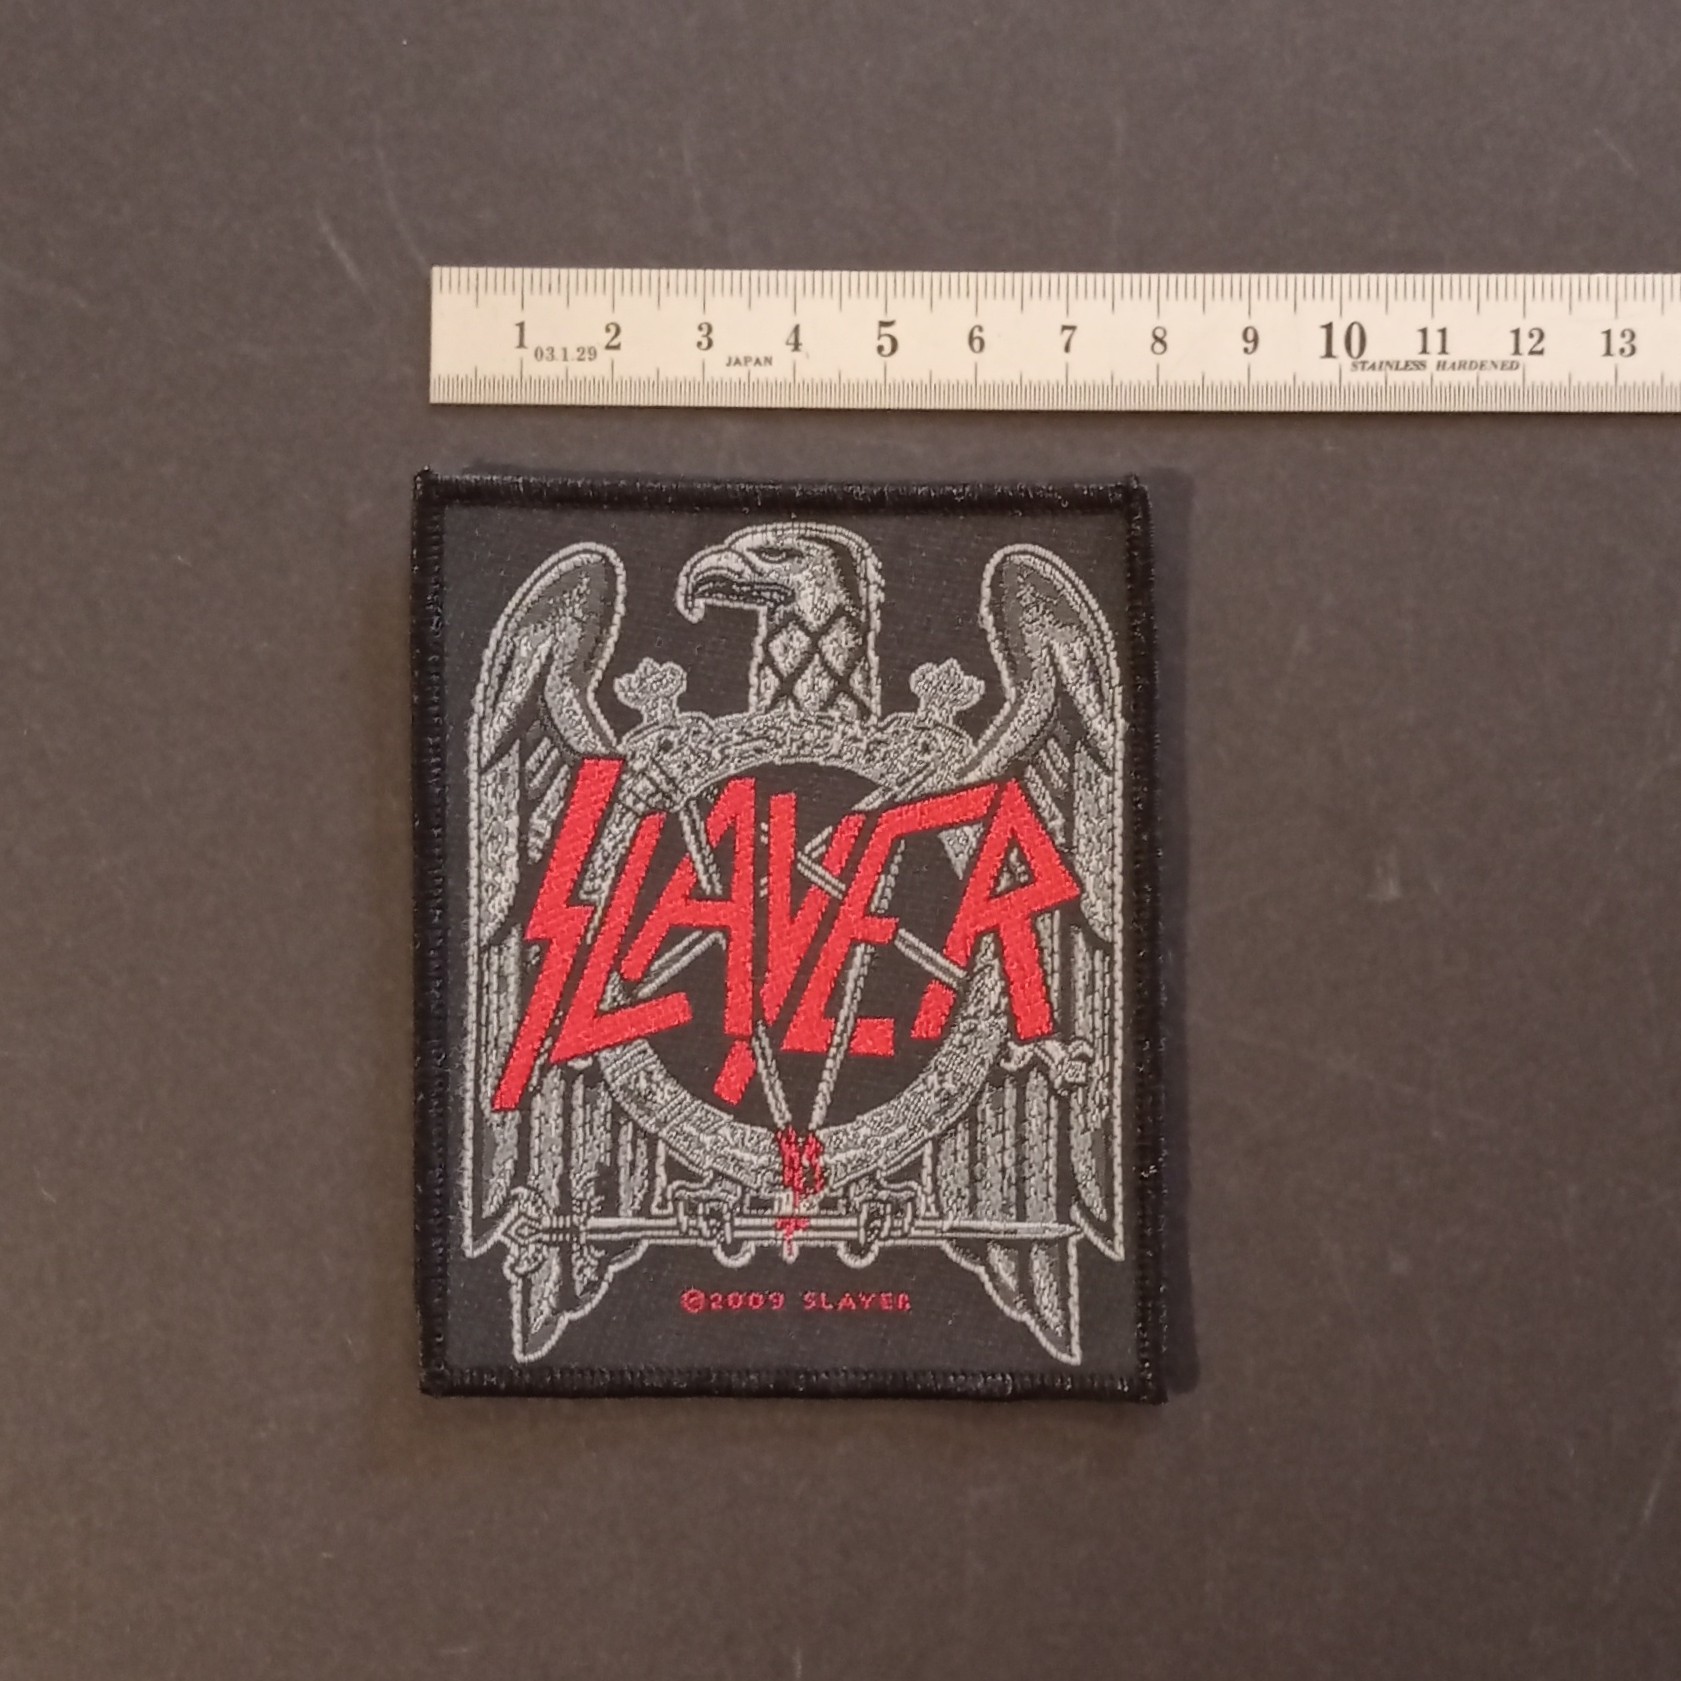 1 2 3 4 5 6 7 8 9 10 11 12 13
03.1.29 JAPAN STAINLESS HARDENED
SLAYER
©2009 SLAYER